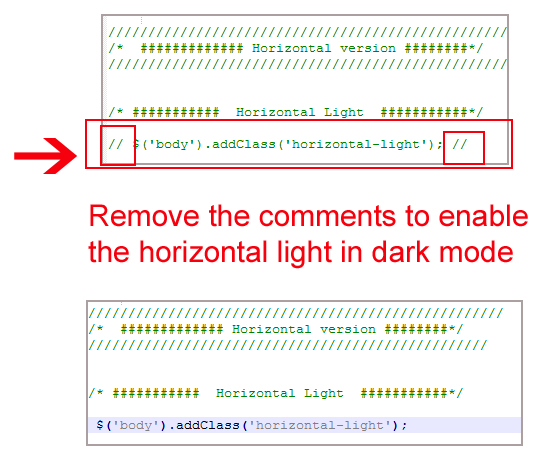 /////////////////////////////////////////////////
/*  ############# Horizontal version ########*/
/////////////////////////////////////////////////
/* ###########  Horizontal Light  ###########*/
// $('body').addClass('horizontal-light'); //
Remove the comments to enable
the horizontal light in dark mode
////////////////////////////////////////////////////
/*  ############# Horizontal version ########*/
//////////////////////////////////////////////////
/* ###########  Horizontal Light  ###########*/
$('body').addClass('horizontal-light');